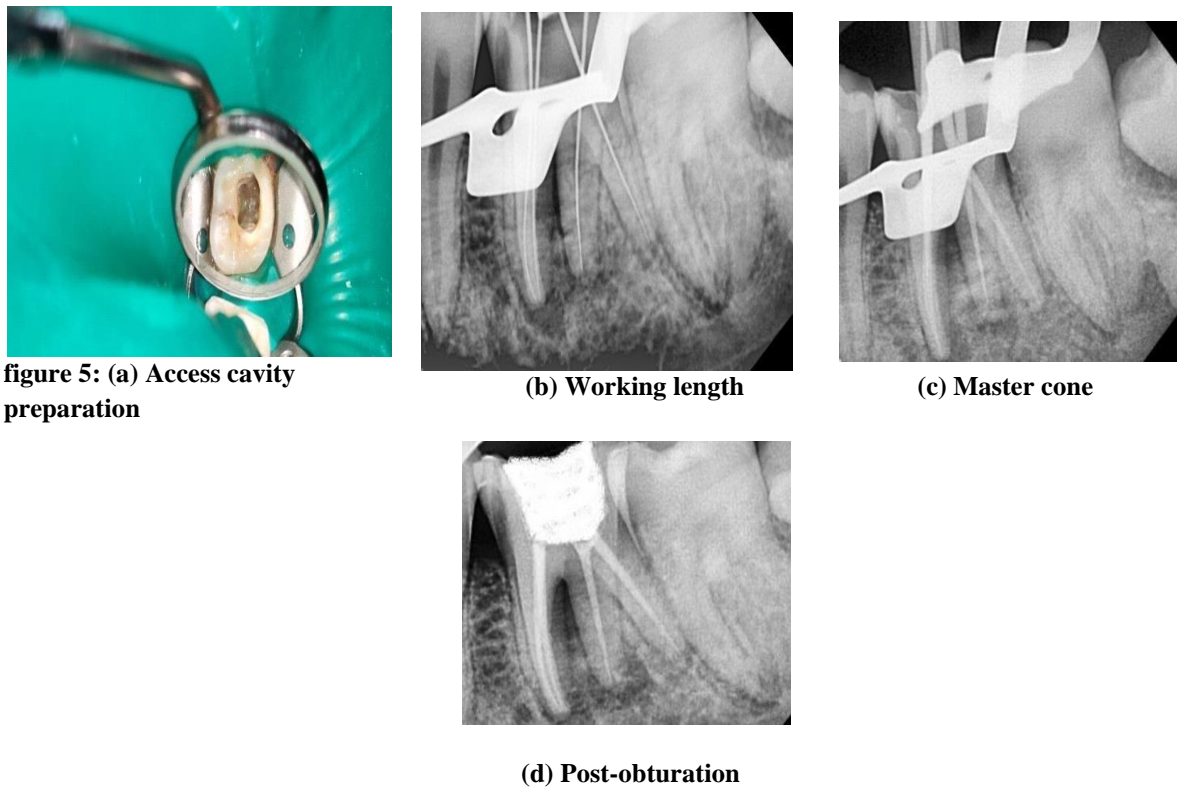 figure 5: (a) Access cavity
preparation
(b) Working length
(c) Master cone
(d) Post-obturation